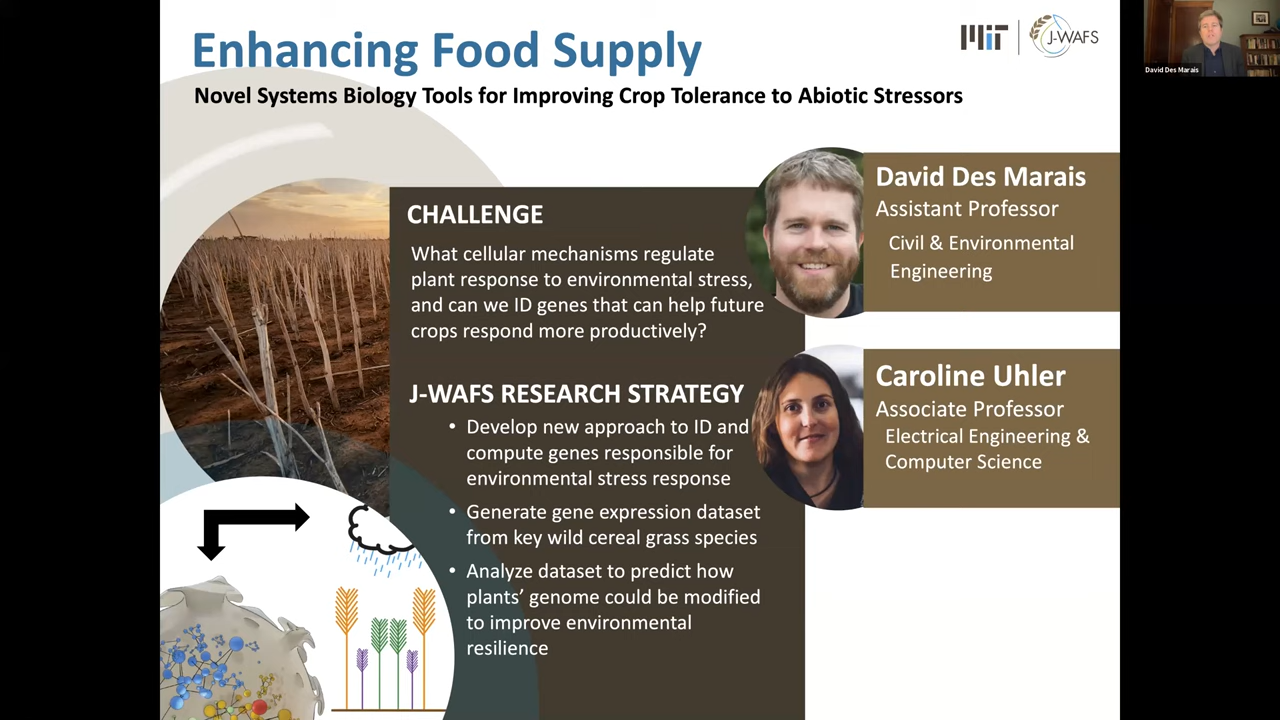 Enhancing Food Supply
Novel Systems Biology Tools for Improving Crop Tolerance to Abiotic Stressors
MIT
J-WAFS
David Des Marais
CHALLENGE
What cellular mechanisms regulate
plant response to environmental stress,
and can we ID genes that can help future
crops respond more productively?
J-WAFS RESEARCH STRATEGY
• Develop new approach to ID and
compute genes responsible for
environmental stress response
• Generate gene expression dataset
from key wild cereal grass species
• Analyze dataset to predict how
plants’ genome could be modified
to improve environmental
resilience
David Des Marais
Assistant Professor
Civil & Environmental
Engineering
Caroline Uhler
Associate Professor
Electrical Engineering &
Computer Science